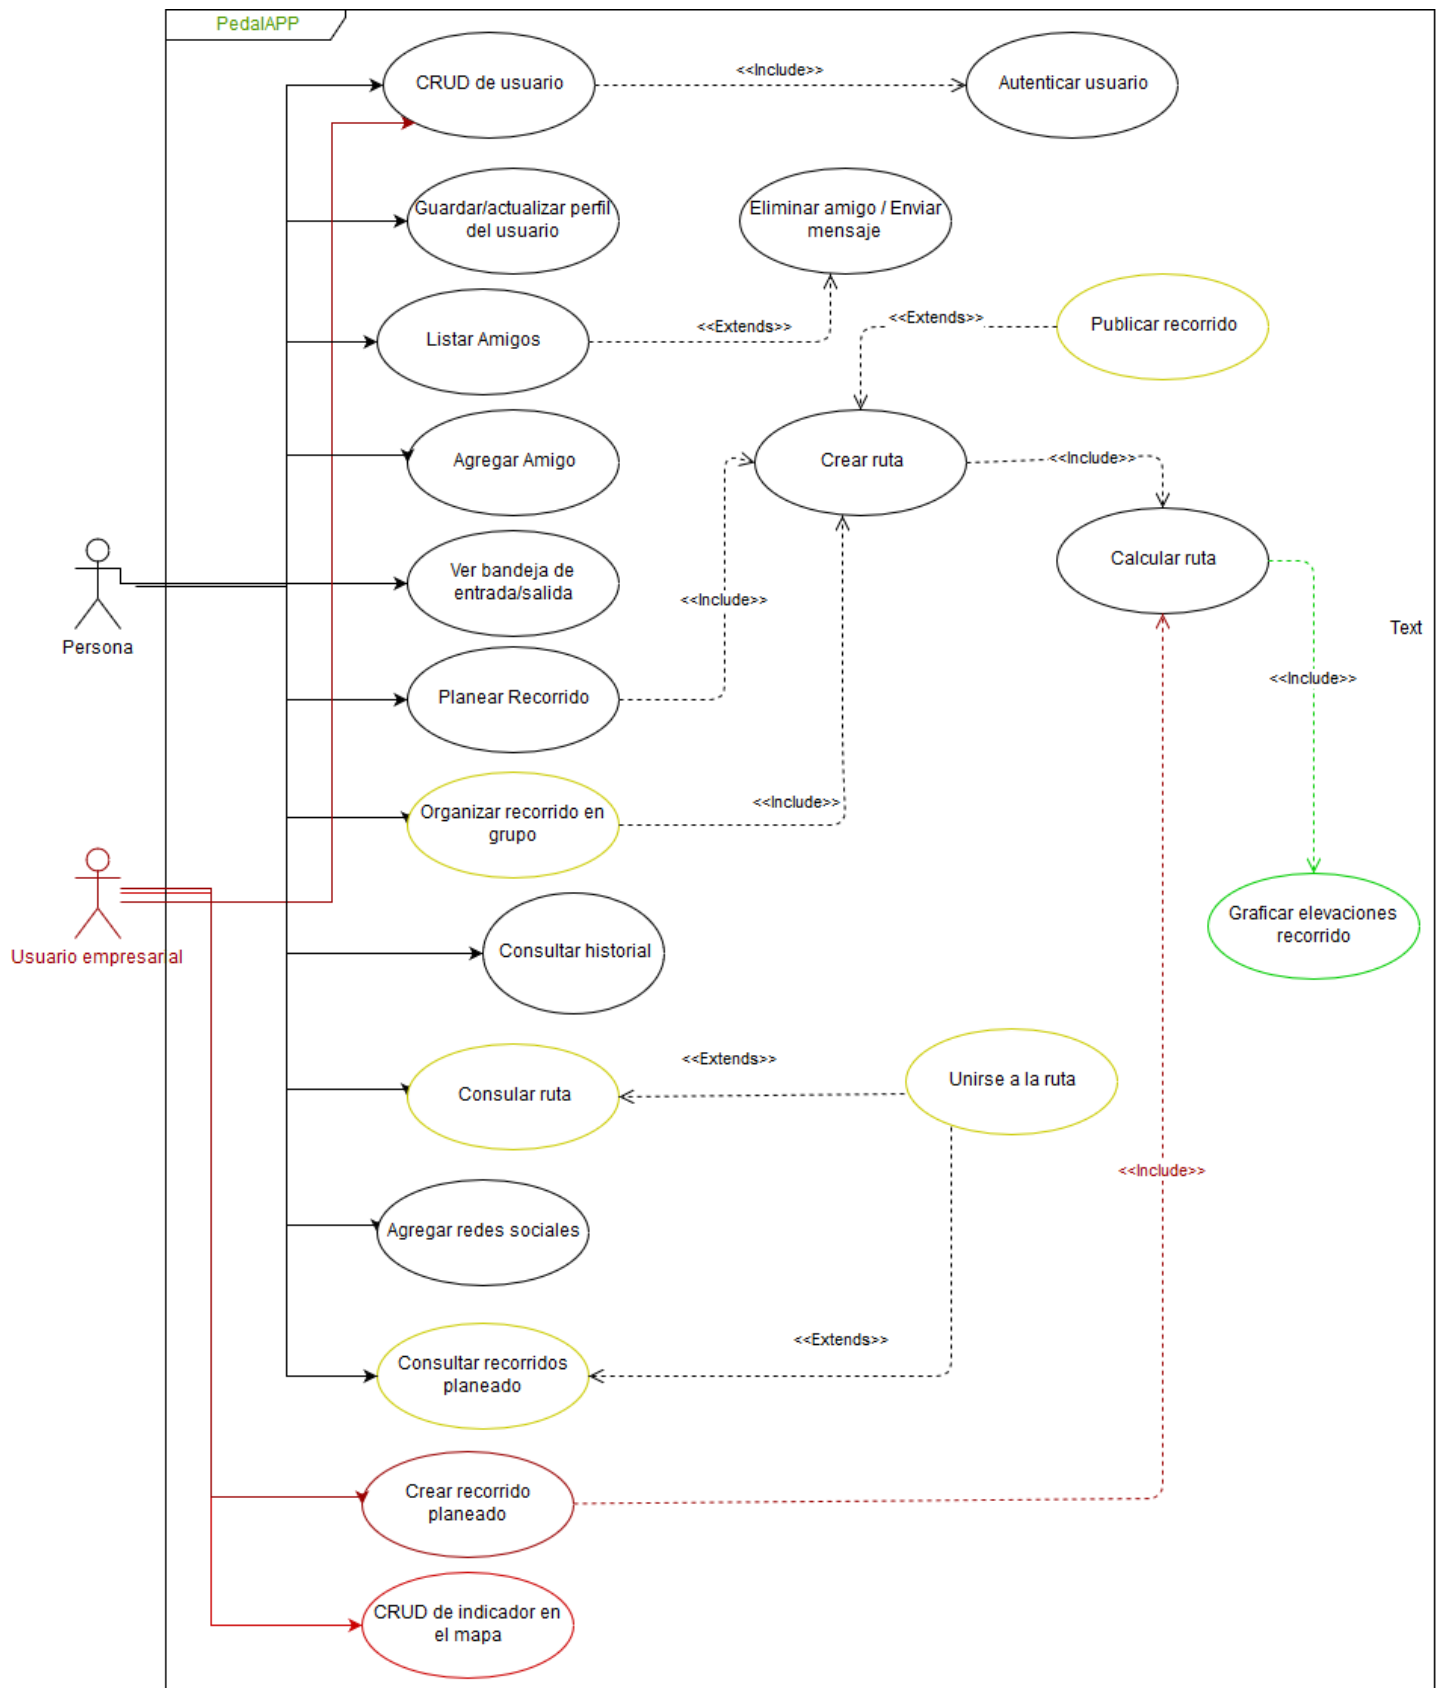 PedalAPP
CRUD de usuario
<<Include>>
Autenticar usuario
Guardar/actualizar perfil
del usuario
Eliminar amigo / Enviar
mensaje
Listar Amigos
<<Extends>>
<<Extends>>
Publicar recorrido
Agregar Amigo
Crear ruta
<<Include>>
Calcular ruta
Ver bandeja de
entrada/salida
<<Include>>
Persona
Text
Planear Recorrido
<<Include>>
Organizar recorrido en
grupo
<<Include>>
Usuario empresarial
Consultar historial
Graficar elevaciones
recorrido
Consular ruta
<<Extends>>
Unirse a la ruta
<<Include>>
Agregar redes sociales
<<Extends>>
Consultar recorridos
planeado
Crear recorrido
planeado
CRUD de indicador en
el mapa